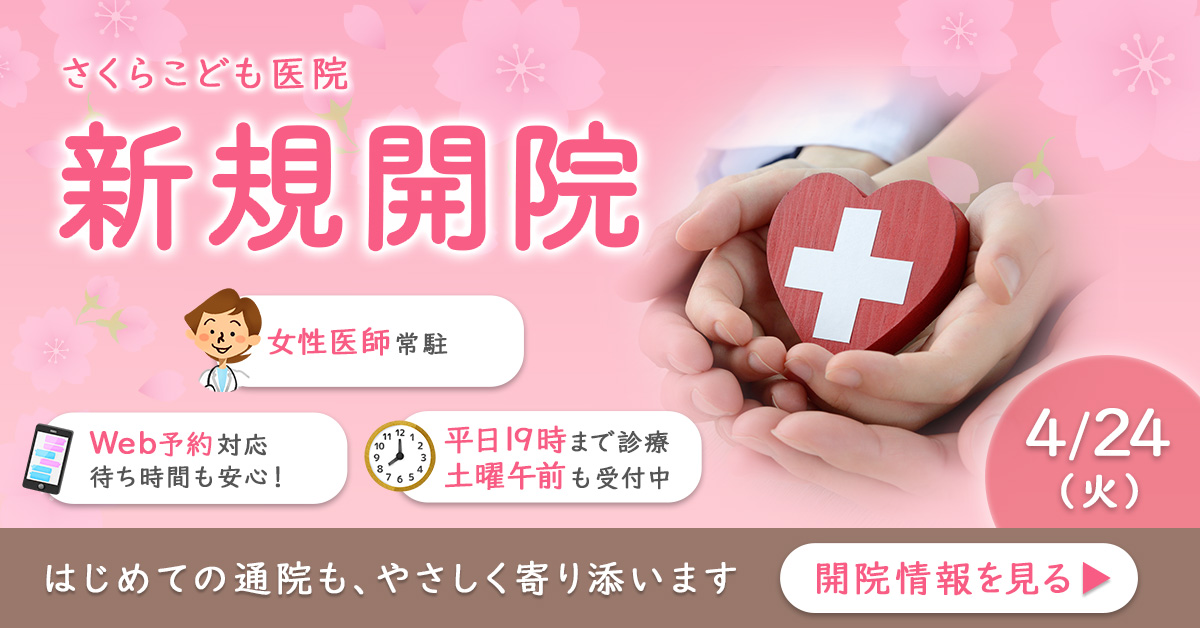 さくらこども医院
新規開院
女性医師常駐
Web予約対応
待ち時間も安心！
平日19時まで診療
土曜午前も受付中
4/24
（火）
はじめての通院も、やさしく寄り添います
開院情報を見る▶